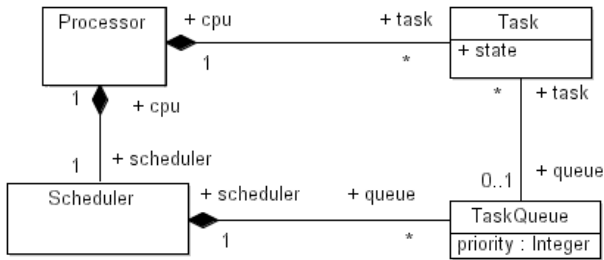 Processor
+ cpu
+ task
Task
+ state
1
*
1
+ cpu
*
+ task
1
+ scheduler
0..1
+ queue
Scheduler
+ scheduler
+ queue
TaskQueue
1
*
priority : Integer